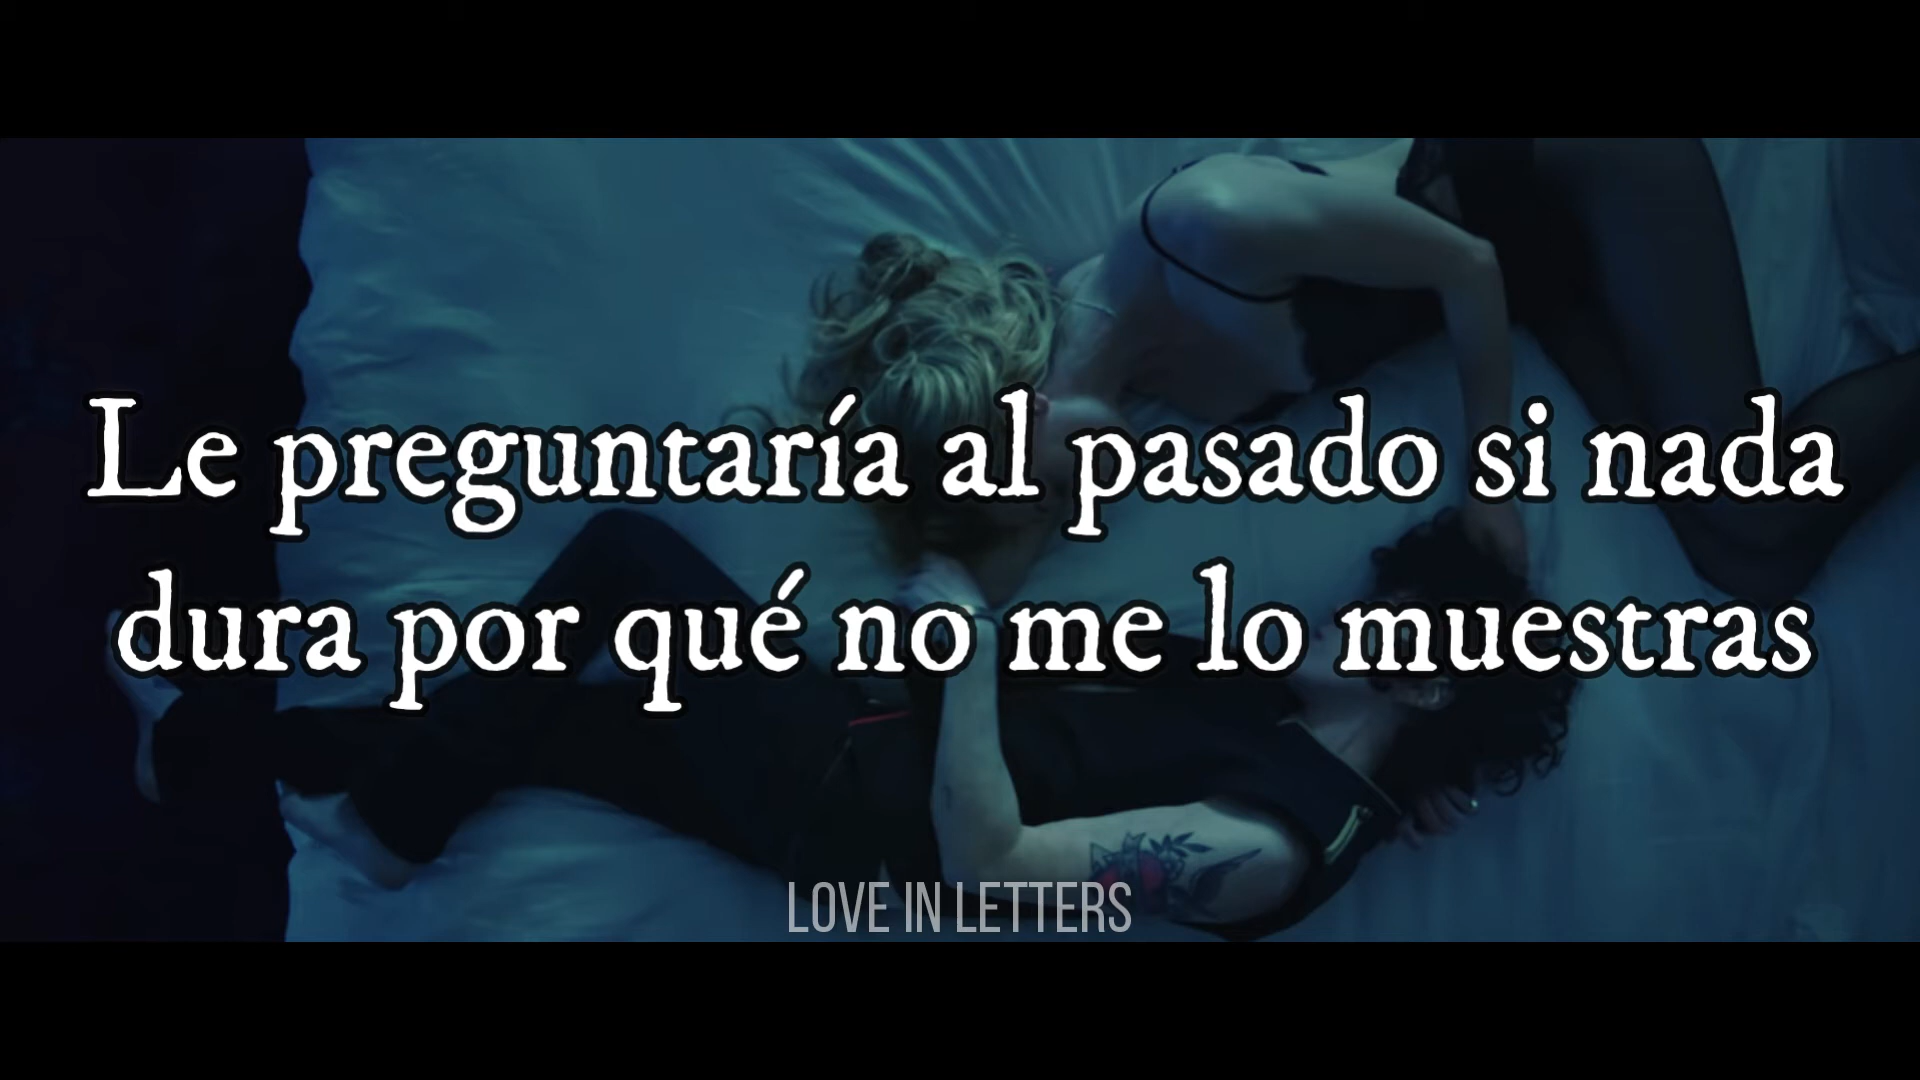 Le preguntaría al pasado si nada
dura por qué no me lo muestras
LOVE IN LETTERS